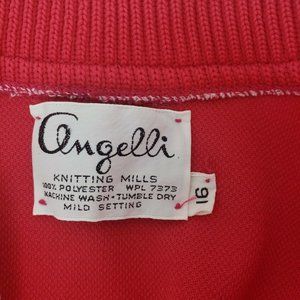 Angelli
KNITTING MILLS
100% POLYESTER WPL 7373
MACHINE WASH · TUMBLE DRY
MILD SETTING
16